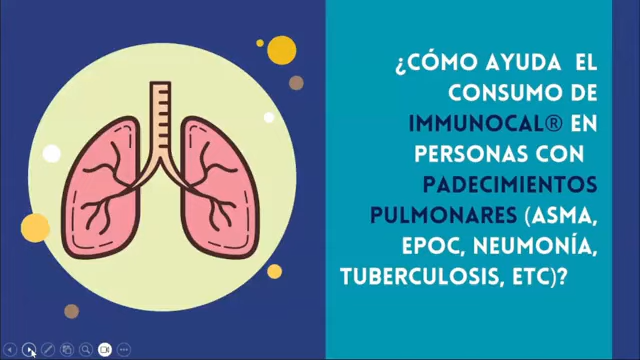 ¿CÓMO AYUDA EL
CONSUMO DE
IMMUNOCAL® EN
PERSONAS CON
PADECIMIENTOS
PULMONARES (ASMA,
EPOC, NEUMONÍA,
TUBERCULOSIS, ETC)?